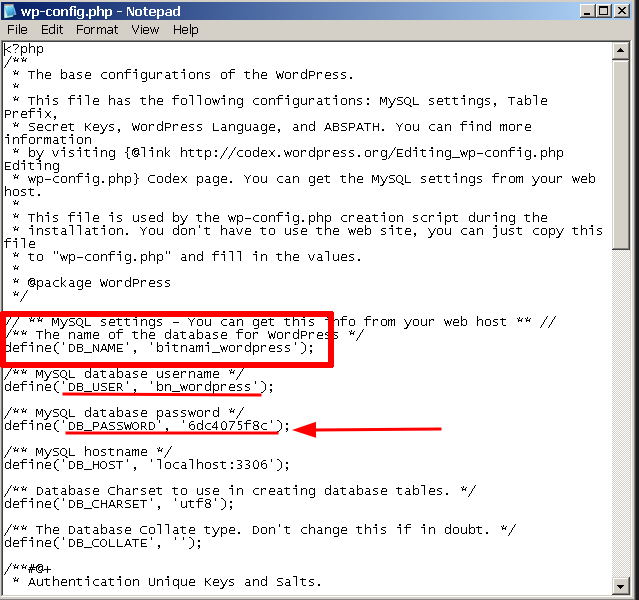 wp-config.php - Notepad
File Edit Format View Help
<?php
/**
 * The base configurations of the WordPress.
 *
 * This file has the following configurations: MySQL settings, Table
Prefix,
 * Secret Keys, WordPress Language, and ABSPATH. You can find more
information
 * by visiting {@link http://codex.wordpress.org/Editing_wp-config.php
Editing
 * wp-config.php} Codex page. You can get the MySQL settings from your web
host.
 *
 * This file is used by the wp-config.php creation script during the
 * installation. You don't have to use the web site, you can just copy this
file
 * to "wp-config.php" and fill in the values.
 *
 * @package WordPress
 */

// ** MySQL settings - You can get this info from your web host ** //
/** The name of the database for WordPress */
define('DB_NAME', 'bitnami_wordpress');

/** MySQL database username */
define('DB_USER', 'bn_wordpress');

/** MySQL database password */
define('DB_PASSWORD', '6dc4075f8c');

/** MySQL hostname */
define('DB_HOST', 'localhost:3306');

/** Database Charset to use in creating database tables. */
define('DB_CHARSET', 'utf8');

/** The Database Collate type. Don't change this if in doubt. */
define('DB_COLLATE', '');

/**#@+
 * Authentication Unique Keys and Salts.